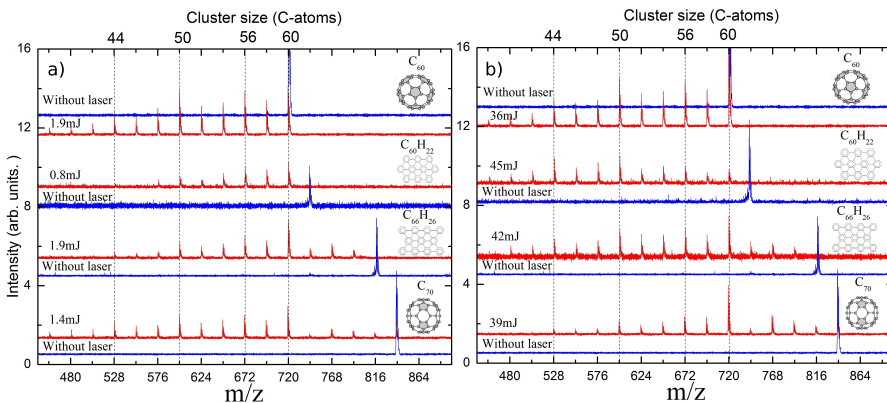 Cluster size (C-atoms)
44 50 56 60
16
12
8
4
0
Intensity (arb. units. )
a)
C60
Without laser
1.9mJ
C60H22
0.8mJ
Without laser
C66H26
1.9mJ
Without laser
C70
1.4mJ
Without laser
480 528 576 624 672 720 768 816 864
m/z
Cluster size (C-atoms)
44 50 56 60
16
12
8
4
0
b)
C60
Without laser
36mJ
C60H22
45mJ
Without laser
C66H26
42mJ
Without laser
C70
39mJ
Without laser
480 528 576 624 672 720 768 816 864
m/z